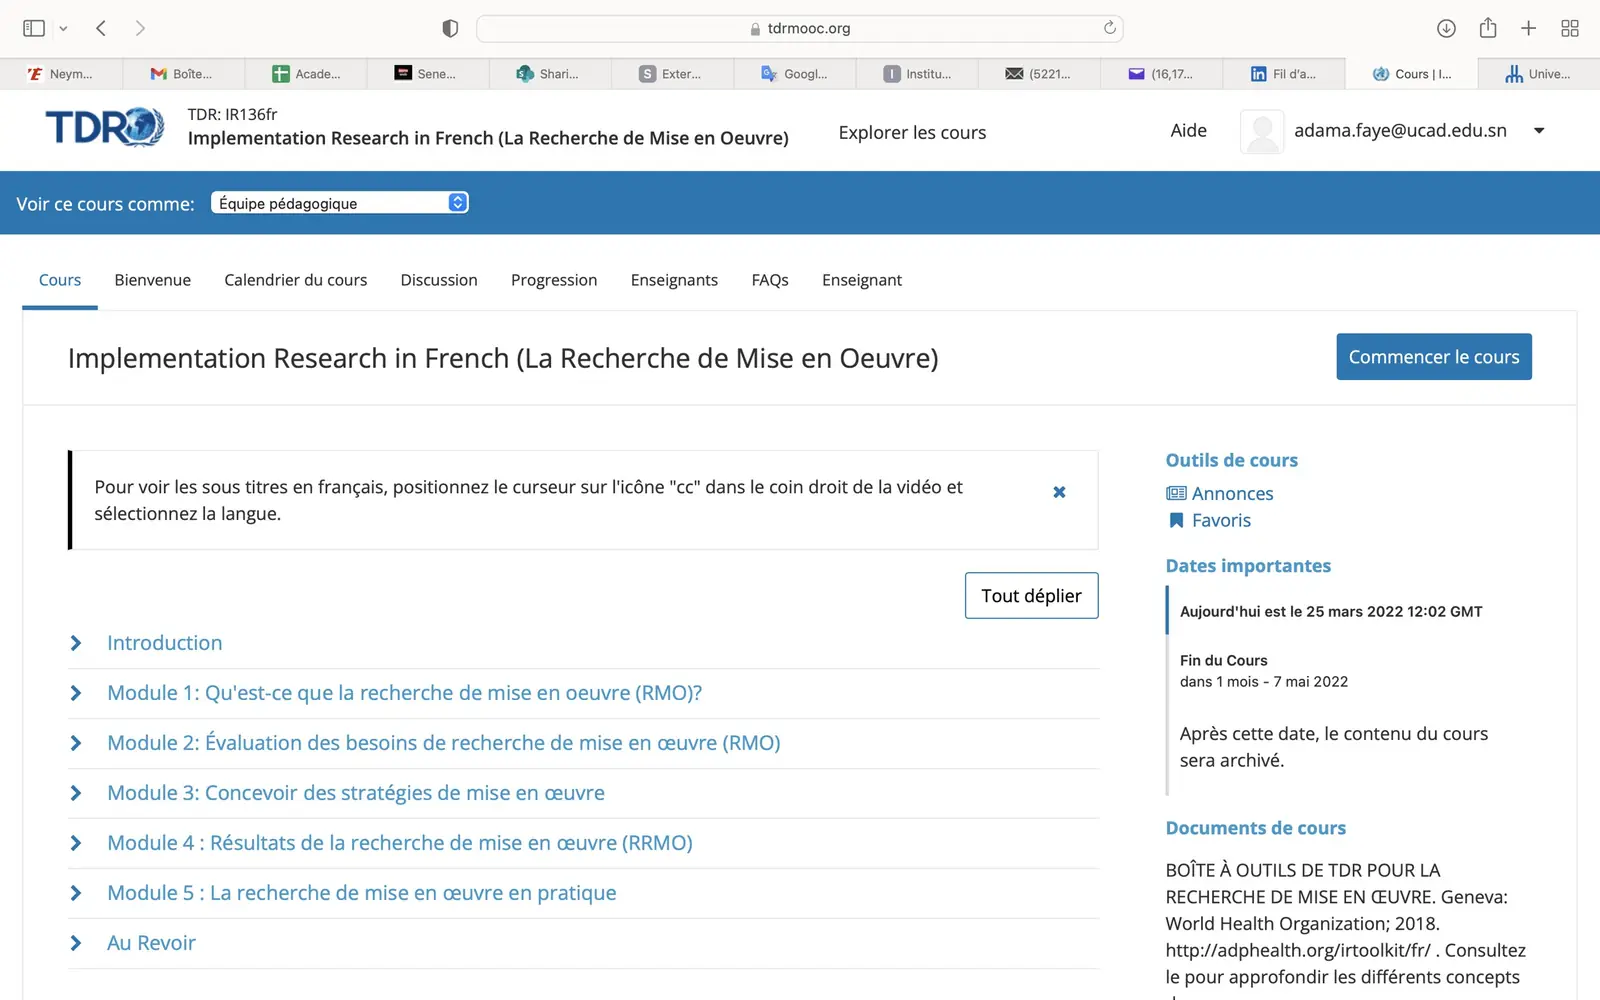 tdrmooc.org
Neym...
Boîte...
Acade...
Sene...
Shari...
S
Exter...
Googl...
I
Institu...
(5221...
(16,17...
in
Fil d'a...
Cours | I...
Unive...
TDR
TDR: IR136fr
Implementation Research in French (La Recherche de Mise en Oeuvre)
Explorer les cours
Aide
adama.faye@ucad.edu.sn
Voir ce cours comme:
Équipe pédagogique
Cours
Bienvenue
Calendrier du cours
Discussion
Progression
Enseignants
FAQs
Enseignant
Implementation Research in French (La Recherche de Mise en Oeuvre)
Commencer le cours
Pour voir les sous titres en français, positionnez le curseur sur l'icône "cc" dans le coin droit de la vidéo et
sélectionnez la langue.
Tout déplier
Introduction
Module 1: Qu'est-ce que la recherche de mise en oeuvre (RMO)?
Module 2: Évaluation des besoins de recherche de mise en œuvre (RMO)
Module 3: Concevoir des stratégies de mise en œuvre
Module 4 : Résultats de la recherche de mise en œuvre (RRMO)
Module 5 : La recherche de mise en œuvre en pratique
Au Revoir
Outils de cours
Annonces
Favoris
Dates importantes
Aujourd'hui est le 25 mars 2022 12:02 GMT
Fin du Cours
dans 1 mois - 7 mai 2022
Après cette date, le contenu du cours
sera archivé.
Documents de cours
BOÎTE À OUTILS DE TDR POUR LA
RECHERCHE DE MISE EN ŒUVRE. Geneva:
World Health Organization; 2018.
http://adphealth.org/irtoolkit/fr/ . Consultez
le pour approfondir les différents concepts